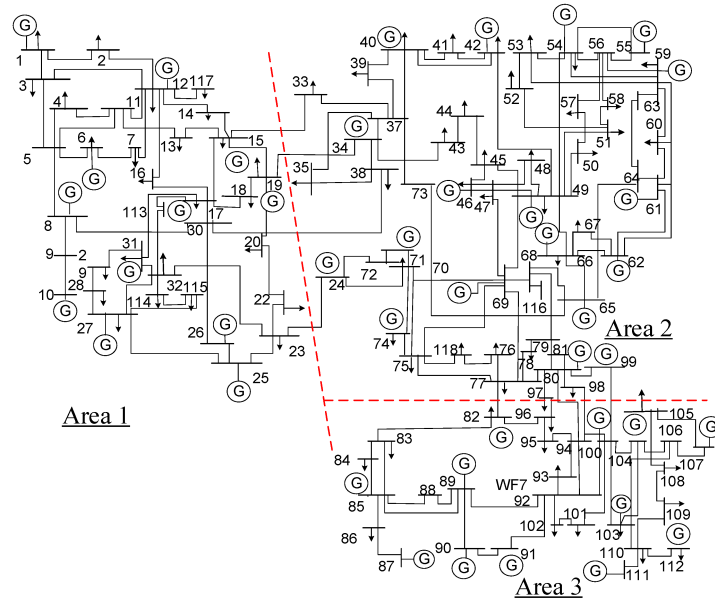 G G G G
40 41 42 53 54 56 55 59
1 2 12 117 39 G
3 33 52 57 58 63
4 11 14 37 44 51 60
6 7 13 15 34 43 50
5 G 16 35 45 48 64
G 18 19 38 G 46 47 49 G 61
113 G 17 G 73 G
8 30 G 67
31 20 G 68 66 G 62
9 2 G 72 71 70
9 32 24 G 69 116 65
10 28 114 115 22 G Area 2
G 27 G 26 23 74 118 76 79 81 G G 99
G 25 75 77 78 80 98
Area 1 97
82 96 G G 105 106 G
83 G 95 94 100 104 107
84 G 93 108
G 89 WF7
85 88 92 G 109
86 102 101 103 G
90 91 110 112
87 G G G G 111
Area 3